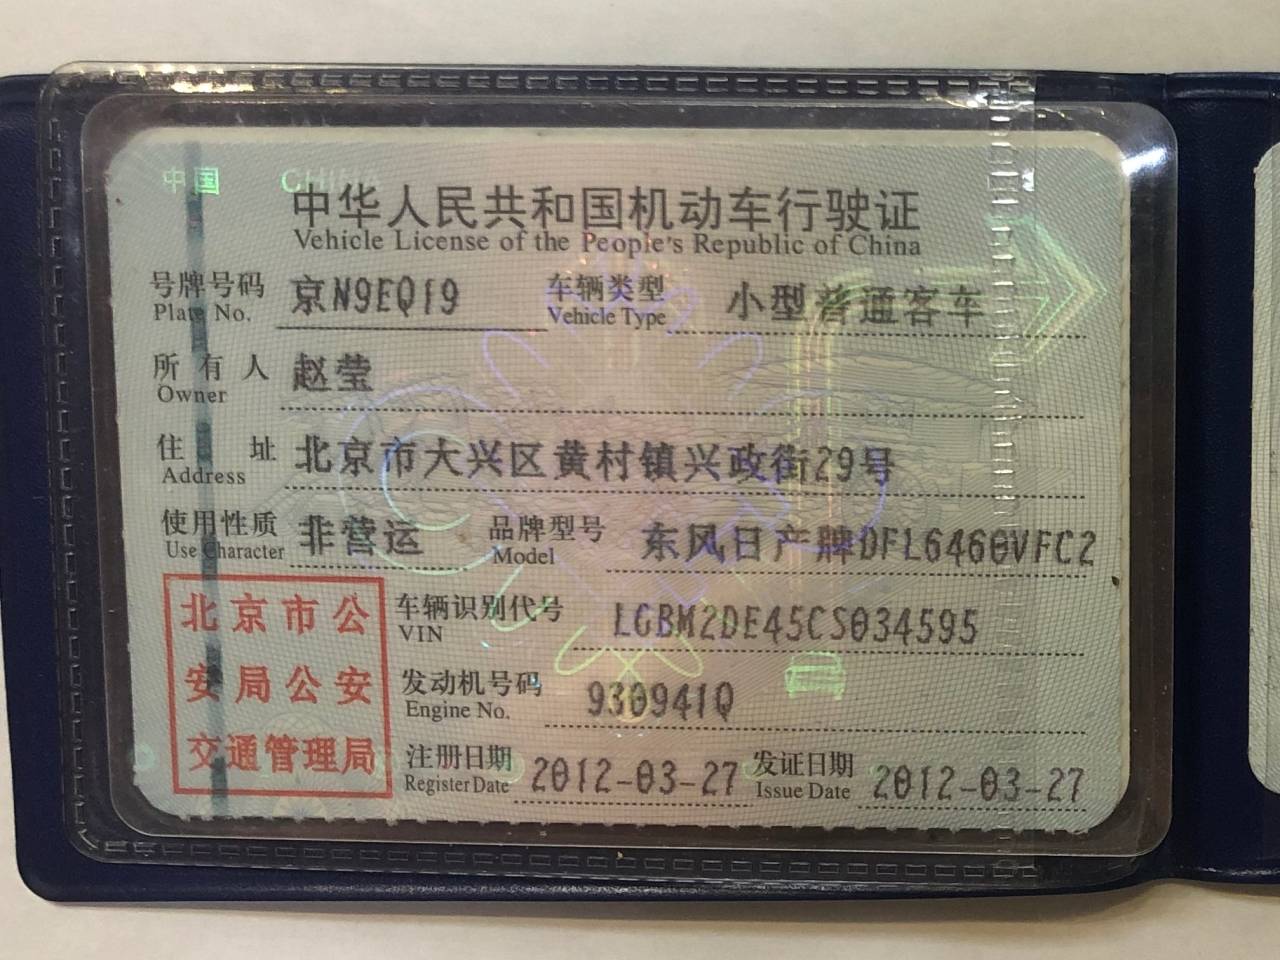 中国 CHINA
中华人民共和国机动车行驶证
Vehicle License of the People's Republic of China
号牌号码 京N9EQ19 车辆类型 小型普通客车
Plate No. Vehicle Type
所有人 赵莹
Owner
住址 北京市大兴区黄村镇兴政街29号
Address
使用性质 非营运 品牌型号 东风日产牌DFL6460VFC2
Use Character Model
北京市公
安局公安
交通管理局
车辆识别代号 LGBM2DE45CS034595
VIN
发动机号码 930941Q
Engine No.
注册日期 2012-03-27 发证日期 2012-03-27
Register Date Issue Date